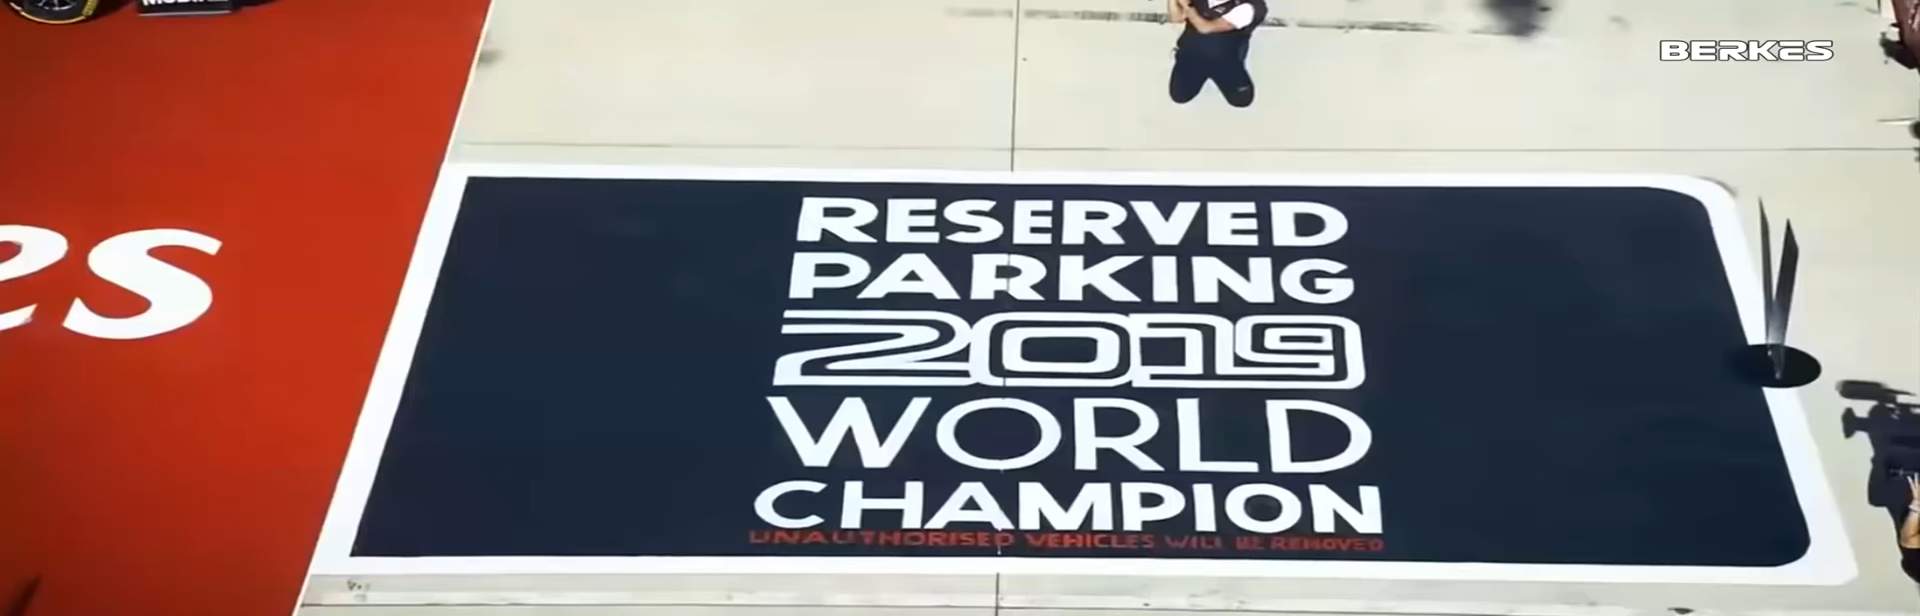 BERKES
RESERVED
PARKING
2019
WORLD
CHAMPION
UNAUTHORISED VEHICLES WILL BE REMOVED
es